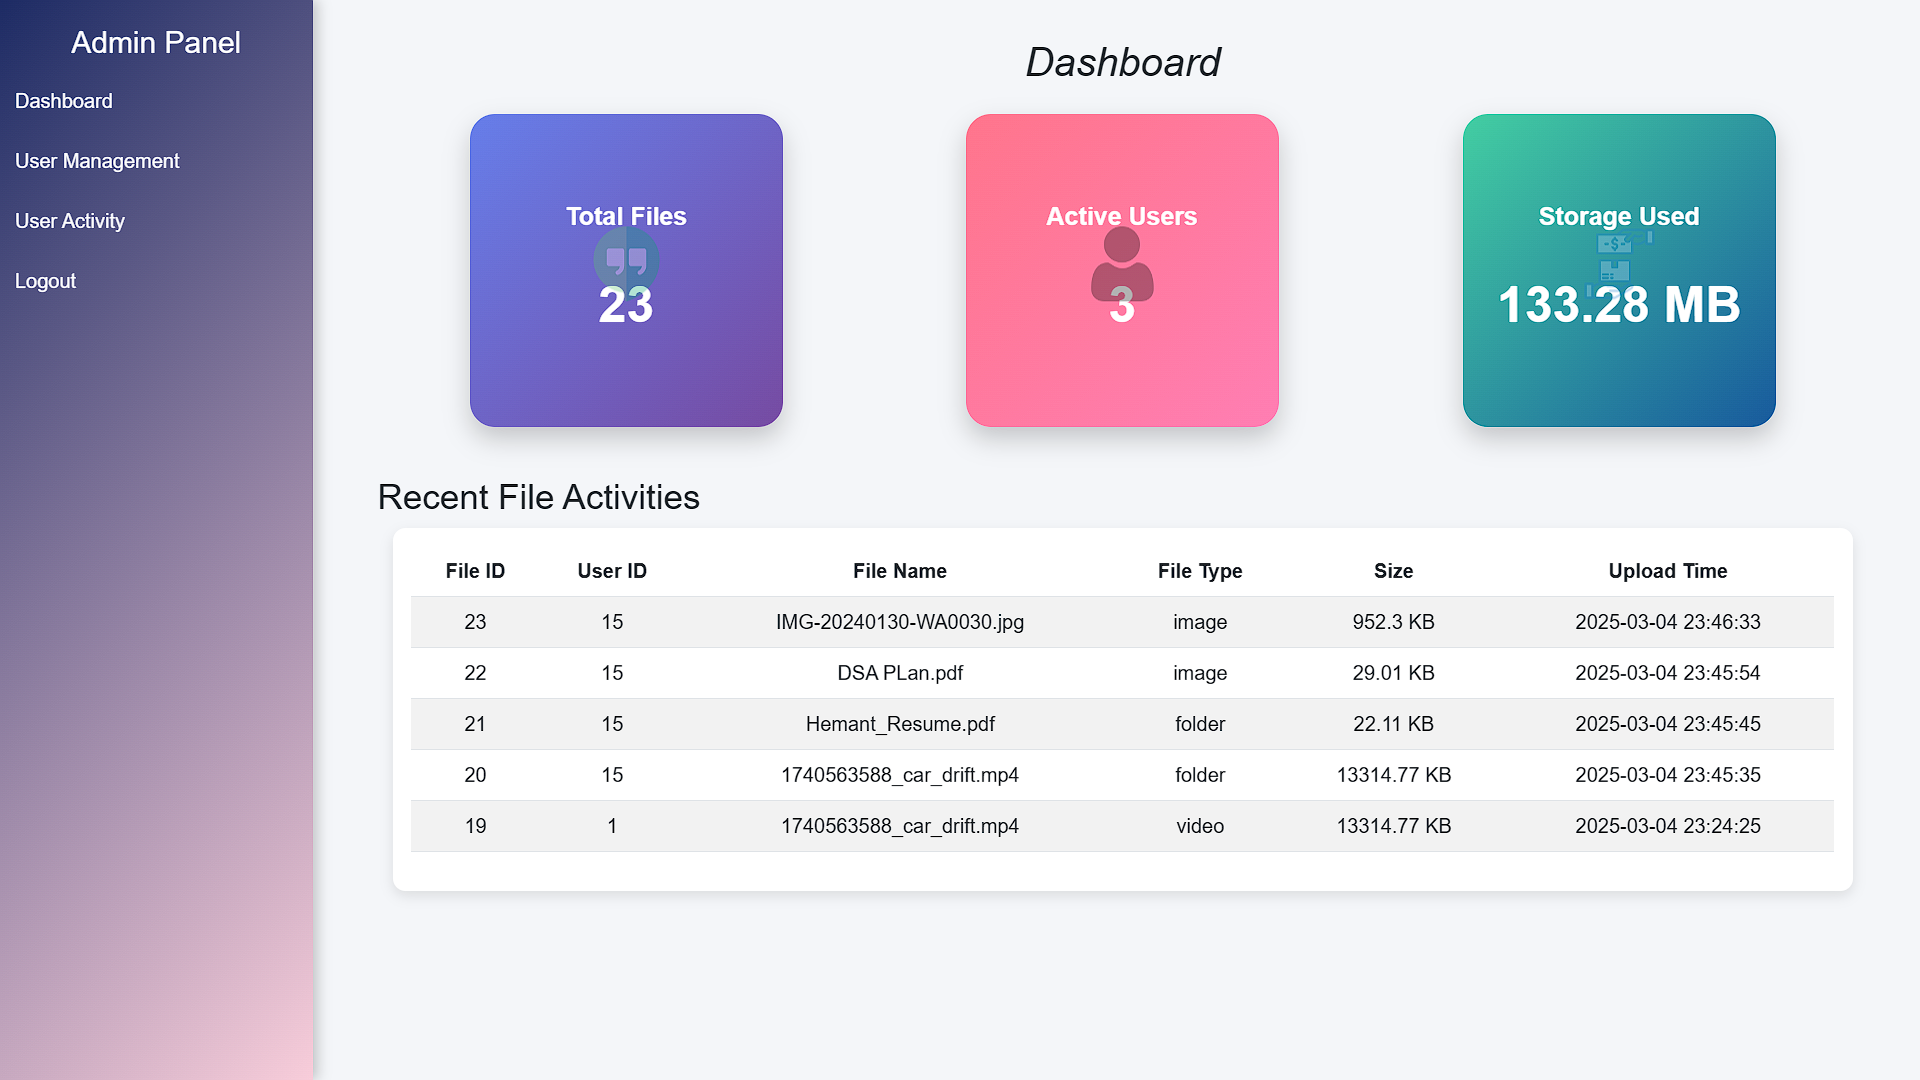 Admin Panel
Dashboard
User Management
User Activity
Logout
Dashboard
Total Files
23
Active Users
3
Storage Used
133.28 MB
Recent File Activities
File ID User ID File Name File Type Size Upload Time
23 15 IMG-20240130-WA0030.jpg image 952.3 KB 2025-03-04 23:46:33
22 15 DSA PLan.pdf image 29.01 KB 2025-03-04 23:45:54
21 15 Hemant_Resume.pdf folder 22.11 KB 2025-03-04 23:45:45
20 15 1740563588_car_drift.mp4 folder 13314.77 KB 2025-03-04 23:45:35
19 1 1740563588_car_drift.mp4 video 13314.77 KB 2025-03-04 23:24:25